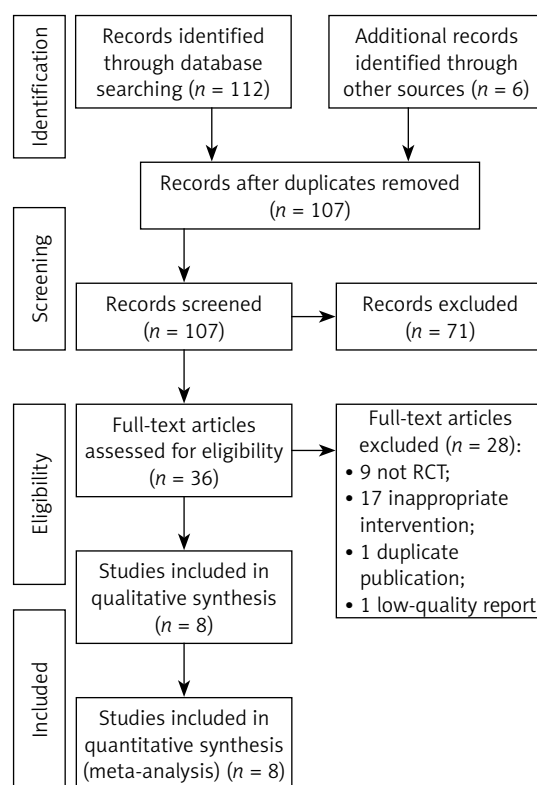 Identification
Records identified
through database
searching (n = 112)
Additional records
identified through
other sources (n = 6)
Records after duplicates removed
(n = 107)
Screening
Records screened
(n = 107)
Records excluded
(n = 71)
Eligibility
Full-text articles
assessed for eligibility
(n = 36)
Full-text articles
excluded (n = 28):
• 9 not RCT;
• 17 inappropriate
intervention;
• 1 duplicate
publication;
• 1 low-quality report
Studies included in
qualitative synthesis
(n = 8)
Included
Studies included in
quantitative synthesis
(meta-analysis) (n = 8)